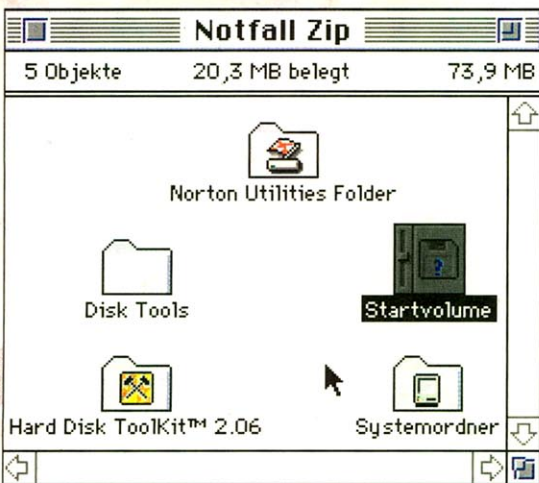 Notfall Zip
5 Objekte 20,3 MB belegt 73,9 MB
Norton Utilities Folder
Disk Tools
Startvolume
Hard Disk ToolKit™ 2.06
Systemordner